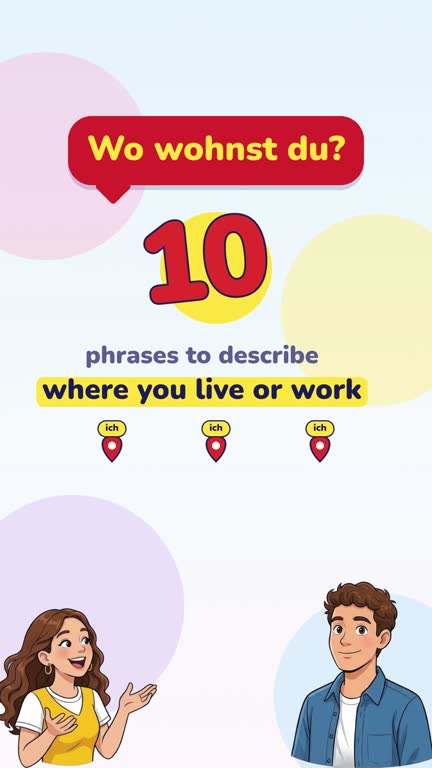 Wo wohnst du?
10
phrases to describe
where you live or work
ich ich ich